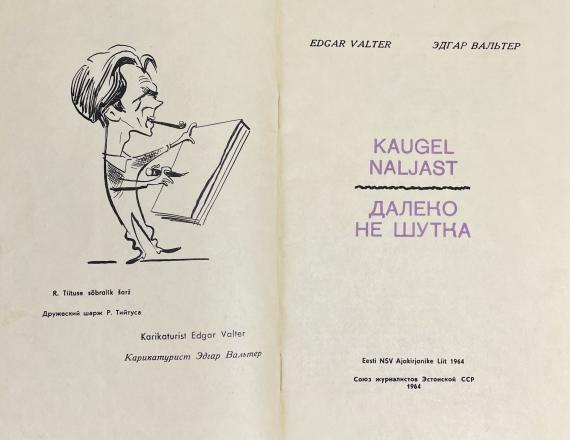 R. Tiituse sõbralik šarž
Дружеский шарж Р. Тийтуса
Karikaturist Edgar Valter
Карикатурист Эдгар Вальтер
EDGAR VALTER ЭДГАР ВАЛЬТЕР
KAUGEL
NALJAST
ДАЛЕКО
НЕ ШУТКА
Eesti NSV Ajakirjanike Liit 1964
Союз журналистов Эстонской ССР
1964